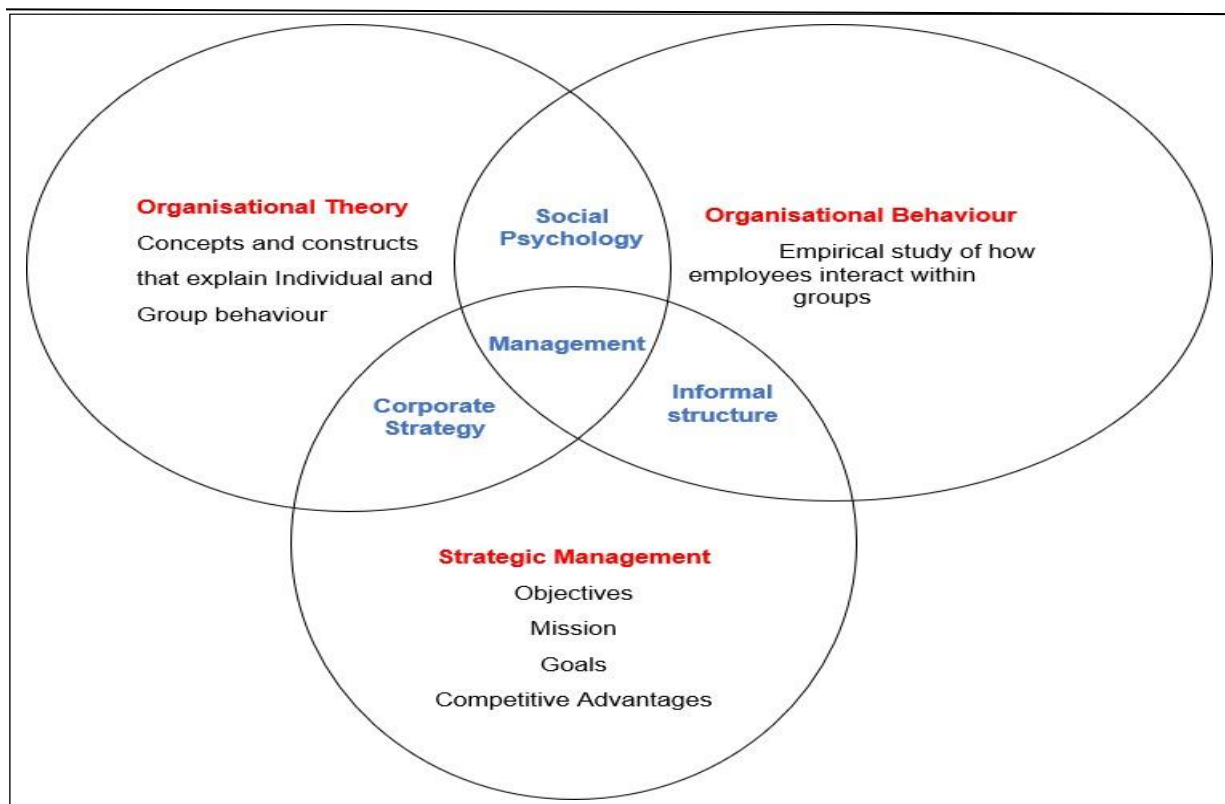 Organisational Theory
Concepts and constructs
that explain Individual and
Group behaviour
Social
Psychology
Organisational Behaviour
Empirical study of how
employees interact within
groups
Management
Corporate
Strategy
Informal
structure
Strategic Management
Objectives
Mission
Goals
Competitive Advantages